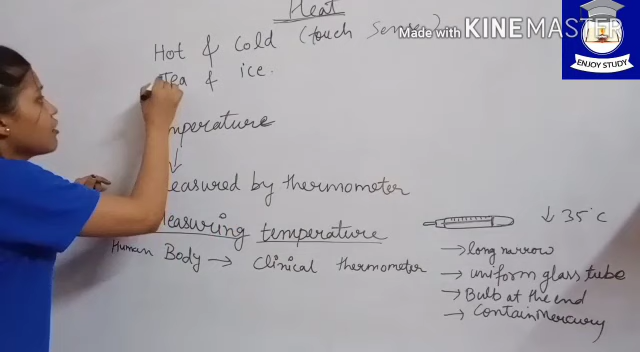 Heat
Made with KINEMASTER
ENJOY STUDY
Hot & Cold (touch sense)
Tea & ice.
mperature
↓
easured by thermometer
easuring temperature
Human Body → Clinical thermometer
↓ 35°C
→ long narrow
→ uniform glass tube
→ Bulb at the end
→ Contain Mercury